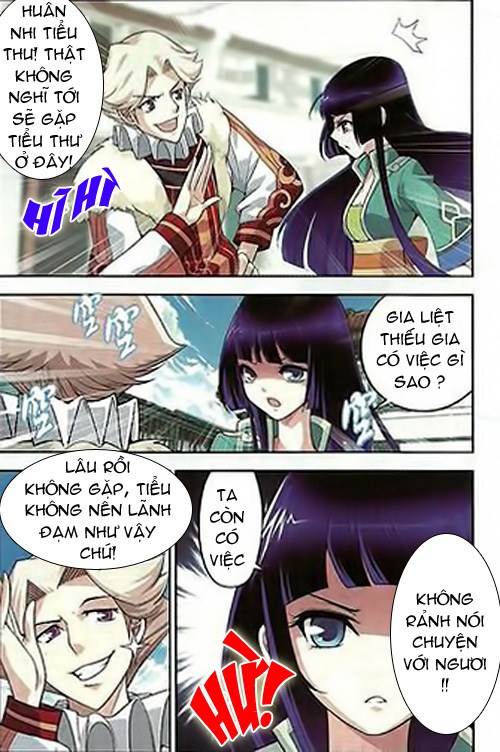 HUÂN
NHI TIỂU
THƯ! THẬT
KHÔNG
NGHĨ TỚI
SẼ GẶP
TIỂU THƯ
Ở ĐÂY!
HÌ HÌ
GIA LIỆT
THIẾU GIA
CÓ VIỆC GÌ
SAO ?
LÂU RỒI
KHÔNG GẶP, TIỂU
KHÔNG NÊN LÃNH
ĐẠM NHƯ VẬY
CHỨ!
TA
CÒN
CÓ
VIỆC
KHÔNG
RẢNH NÓI
CHUYỆN
VỚI NGƯƠI
!!
HỪ!